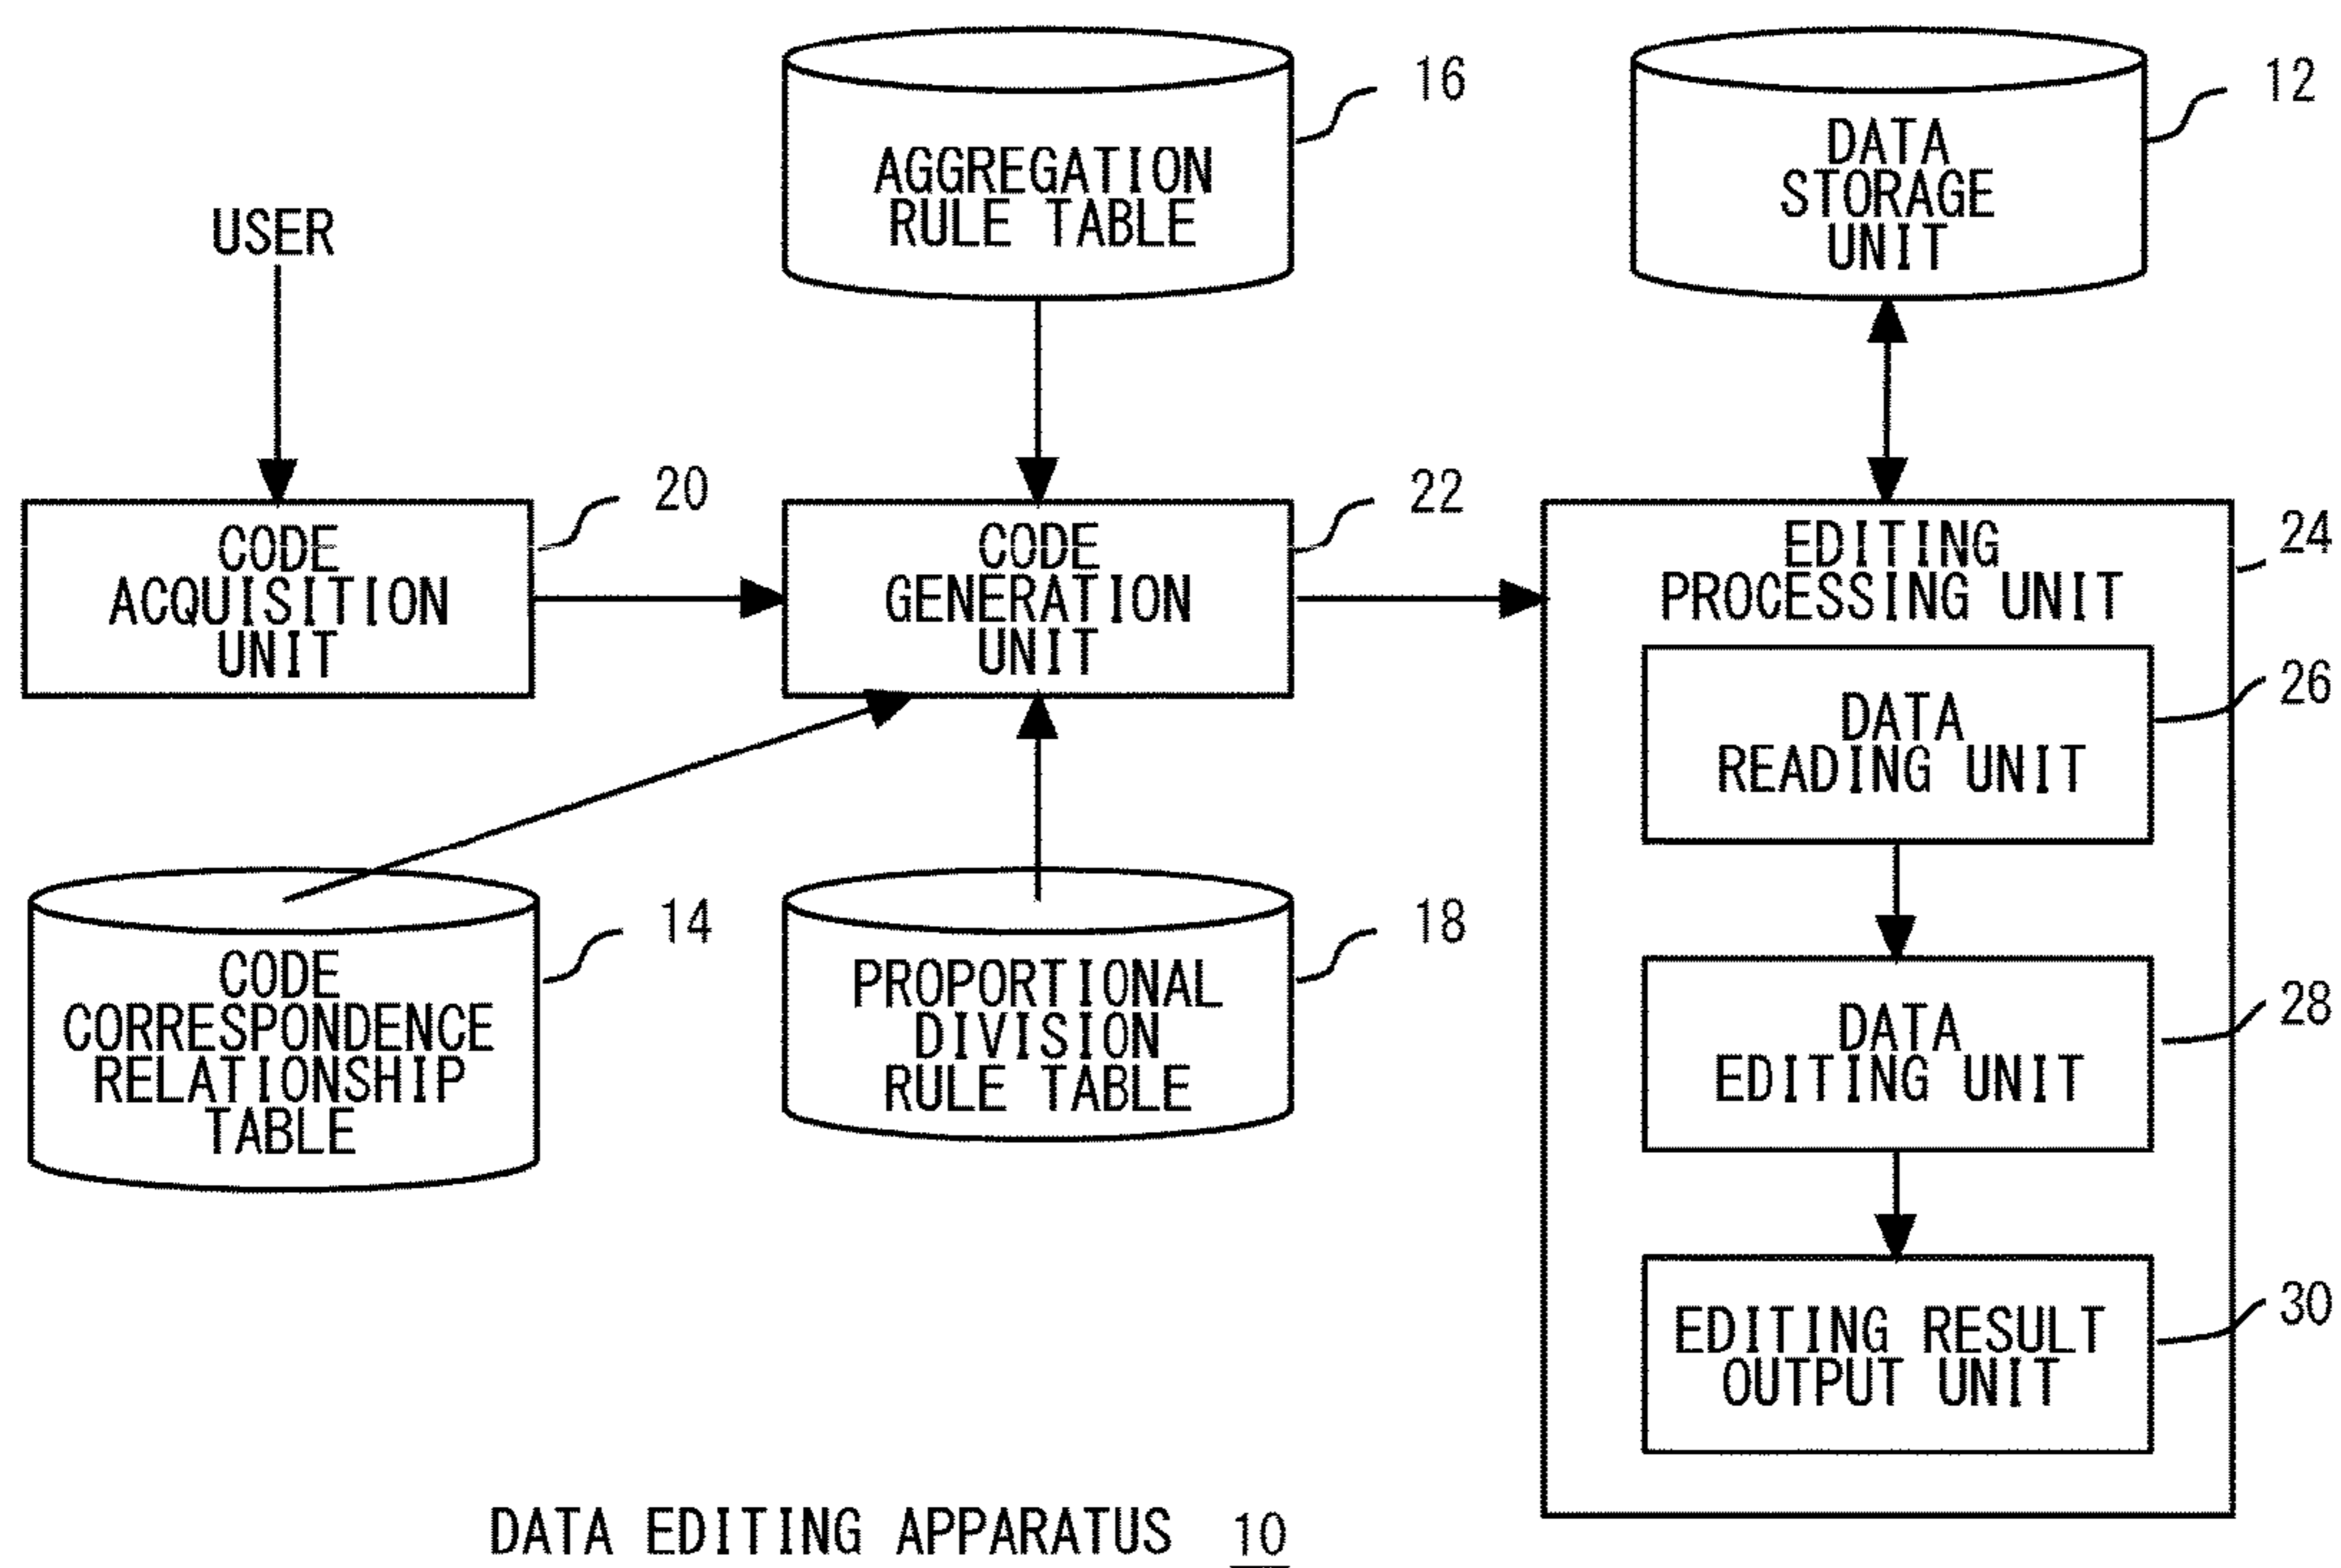 16
AGGREGATION
RULE TABLE
12
DATA
STORAGE
UNIT
USER
20
CODE
ACQUISITION
UNIT
22
CODE
GENERATION
UNIT
24
EDITING
PROCESSING UNIT
26
DATA
READING UNIT
14
CODE
CORRESPONDENCE
RELATIONSHIP
TABLE
18
PROPORTIONAL
DIVISION
RULE TABLE
28
DATA
EDITING UNIT
30
EDITING RESULT
OUTPUT UNIT
DATA EDITING APPARATUS 10